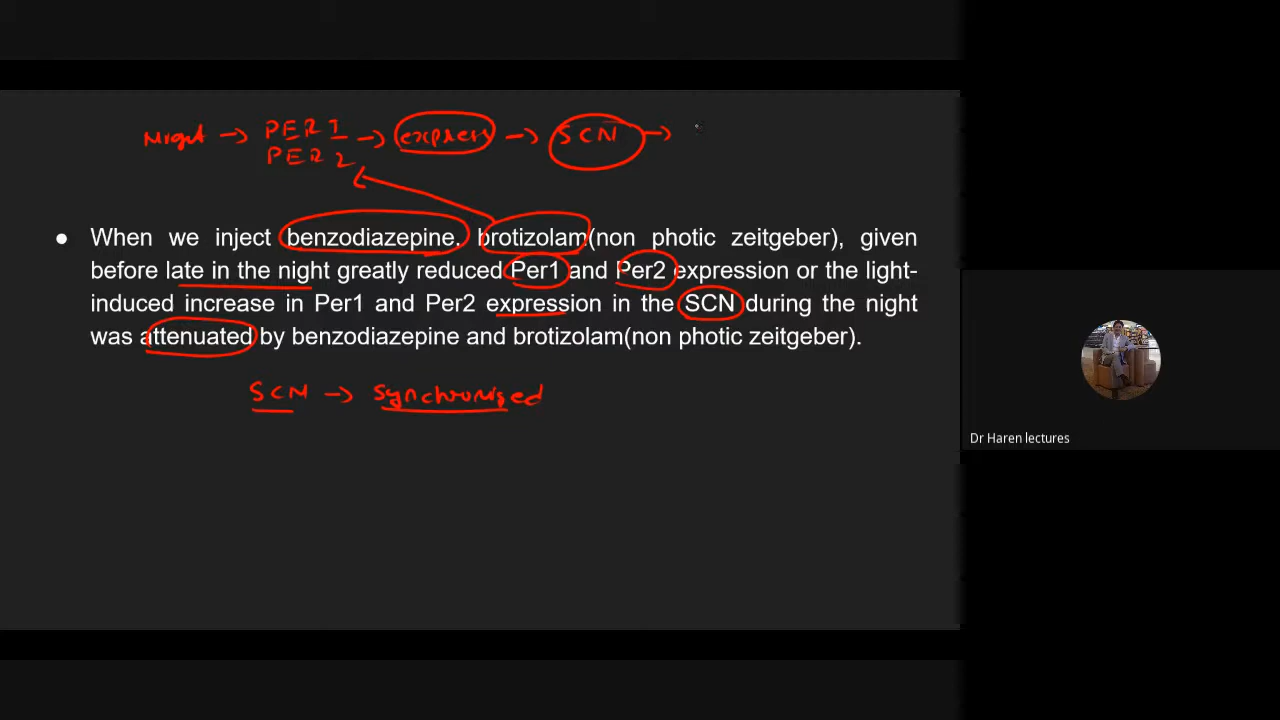 Night → PER1 → express → SCN →
PER 2
● When we inject benzodiazepine, brotizolam(non photic zeitgeber), given
before late in the night greatly reduced Per1 and Per2 expression or the light-
induced increase in Per1 and Per2 expression in the SCN during the night
was attenuated by benzodiazepine and brotizolam(non photic zeitgeber).
SCN → Synchronised
Dr Haren lectures